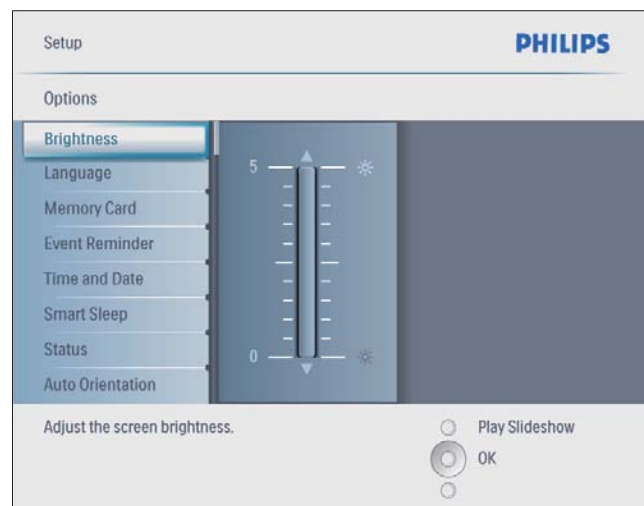 Setup
PHILIPS
Options
Brightness
Language
Memory Card
Event Reminder
Time and Date
Smart Sleep
Status
Auto Orientation
5
0
Adjust the screen brightness.
Play Slideshow
OK